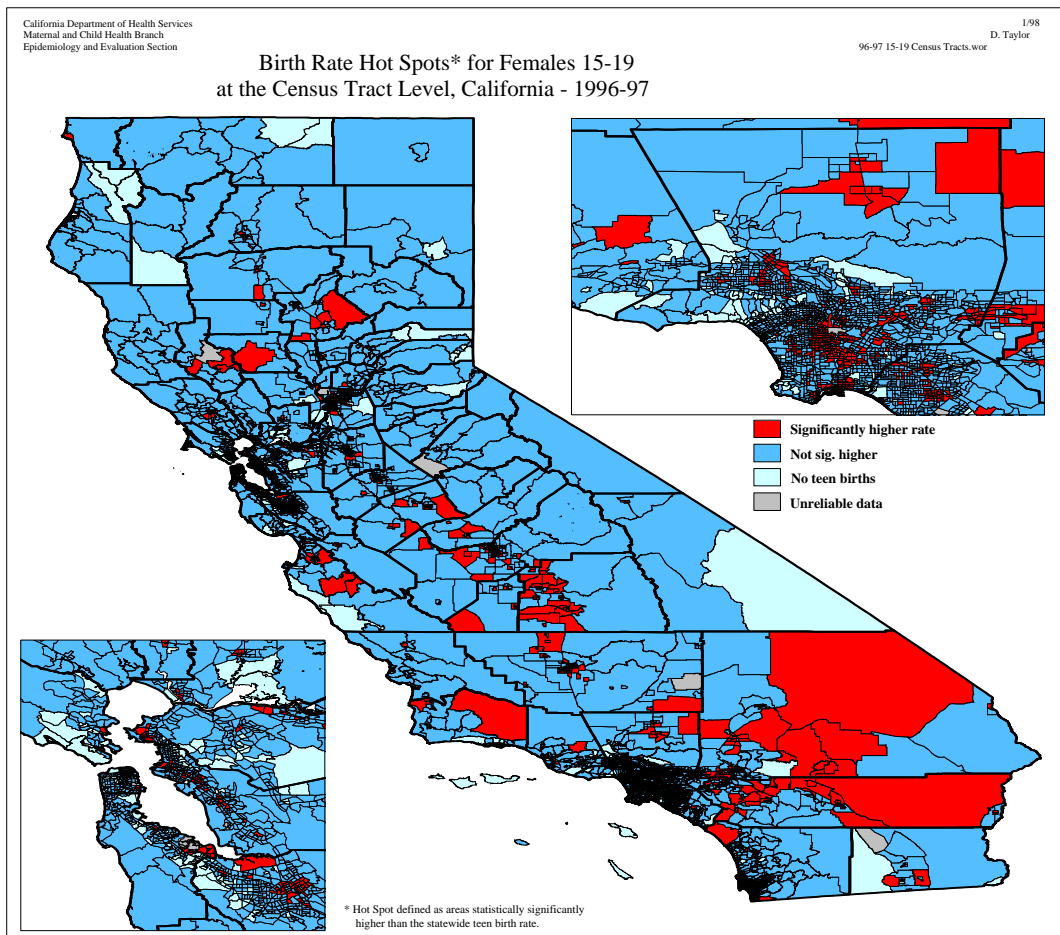 California Department of Health Services
Maternal and Child Health Branch
Epidemiology and Evaluation Section
1/98
D. Taylor
96-97 15-19 Census Tracts.wor
Birth Rate Hot Spots* for Females 15-19
at the Census Tract Level, California - 1996-97
Significantly higher rate
Not sig. higher
No teen births
Unreliable data
* Hot Spot defined as areas statistically significantly
higher than the statewide teen birth rate.